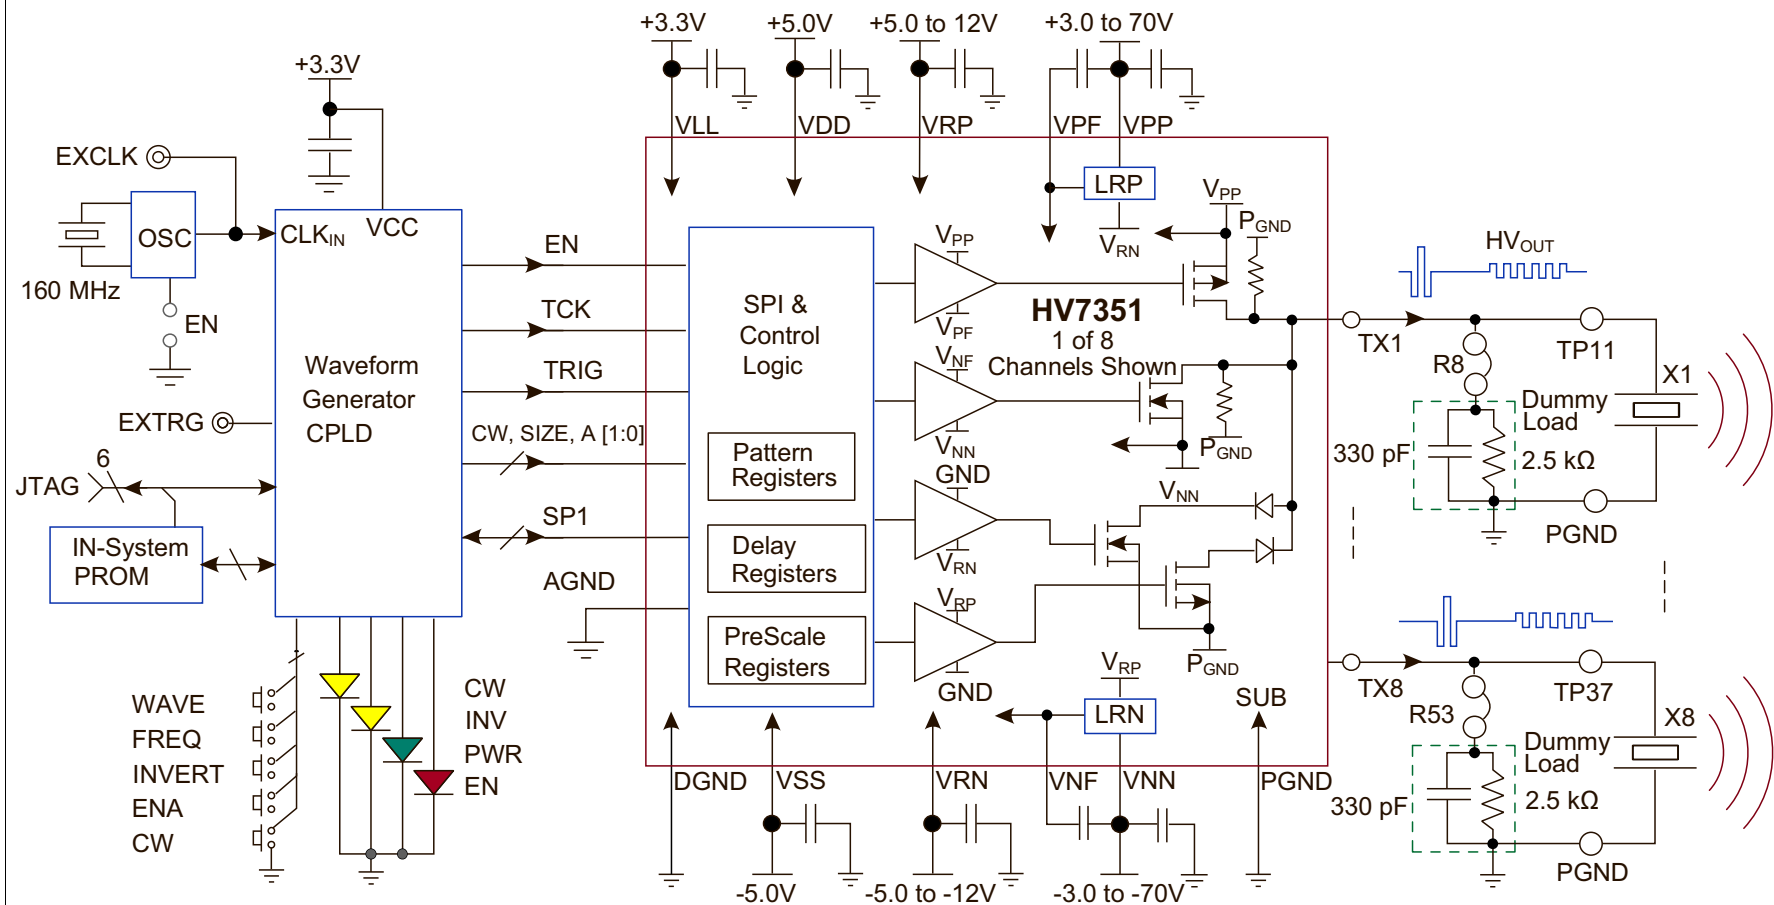 +3.3V
+5.0V
+5.0 to 12V
+3.0 to 70V
+3.3V
VLL
VDD
VRP
VPF
VPP
EXCLK
OSC
160 MHz
EN
CLKIN
VCC
Waveform
Generator
CPLD
EXTRG
6
JTAG
IN-System
PROM
EN
TCK
TRIG
CW, SIZE, A [1:0]
SP1
AGND
SPI &
Control
Logic
Pattern
Registers
Delay
Registers
PreScale
Registers
VPP
VPF
VNF
VNN
GND
VRN
VRP
GND
LRP
VRN
VPP
PGND
HV7351
1 of 8
Channels Shown
PGND
VNN
PGND
VRP
LRN
SUB
HVOUT
TX1
TP11
R8
X1
Dummy
Load
330 pF
2.5 kΩ
PGND
TX8
TP37
R53
X8
Dummy
Load
330 pF
2.5 kΩ
PGND
WAVE
FREQ
INVERT
ENA
CW
CW
INV
PWR
EN
DGND
VSS
VRN
VNF
VNN
PGND
-5.0V
-5.0 to -12V
-3.0 to -70V